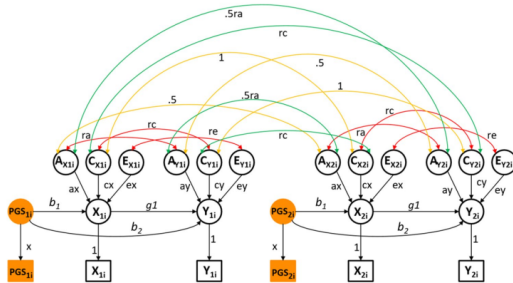 .5ra
rc
1
.5
1
.5
.5ra
rc
rc
ra
re
rc
rc
ra
re
A X1i
C X1i
E X1i
A Y1i
C Y1i
E Y1i
A X2i
C X2i
E X2i
A Y2i
C Y2i
E Y2i
ax
cx
ex
ay
cy
ey
ax
cx
ex
ay
cy
ey
PGS1i
b1
X1i
g1
Y1i
PGS2i
b1
X2i
g1
Y2i
b2
b2
x
1
1
x
1
1
PGS1i
X1i
Y1i
PGS2i
X2i
Y2i